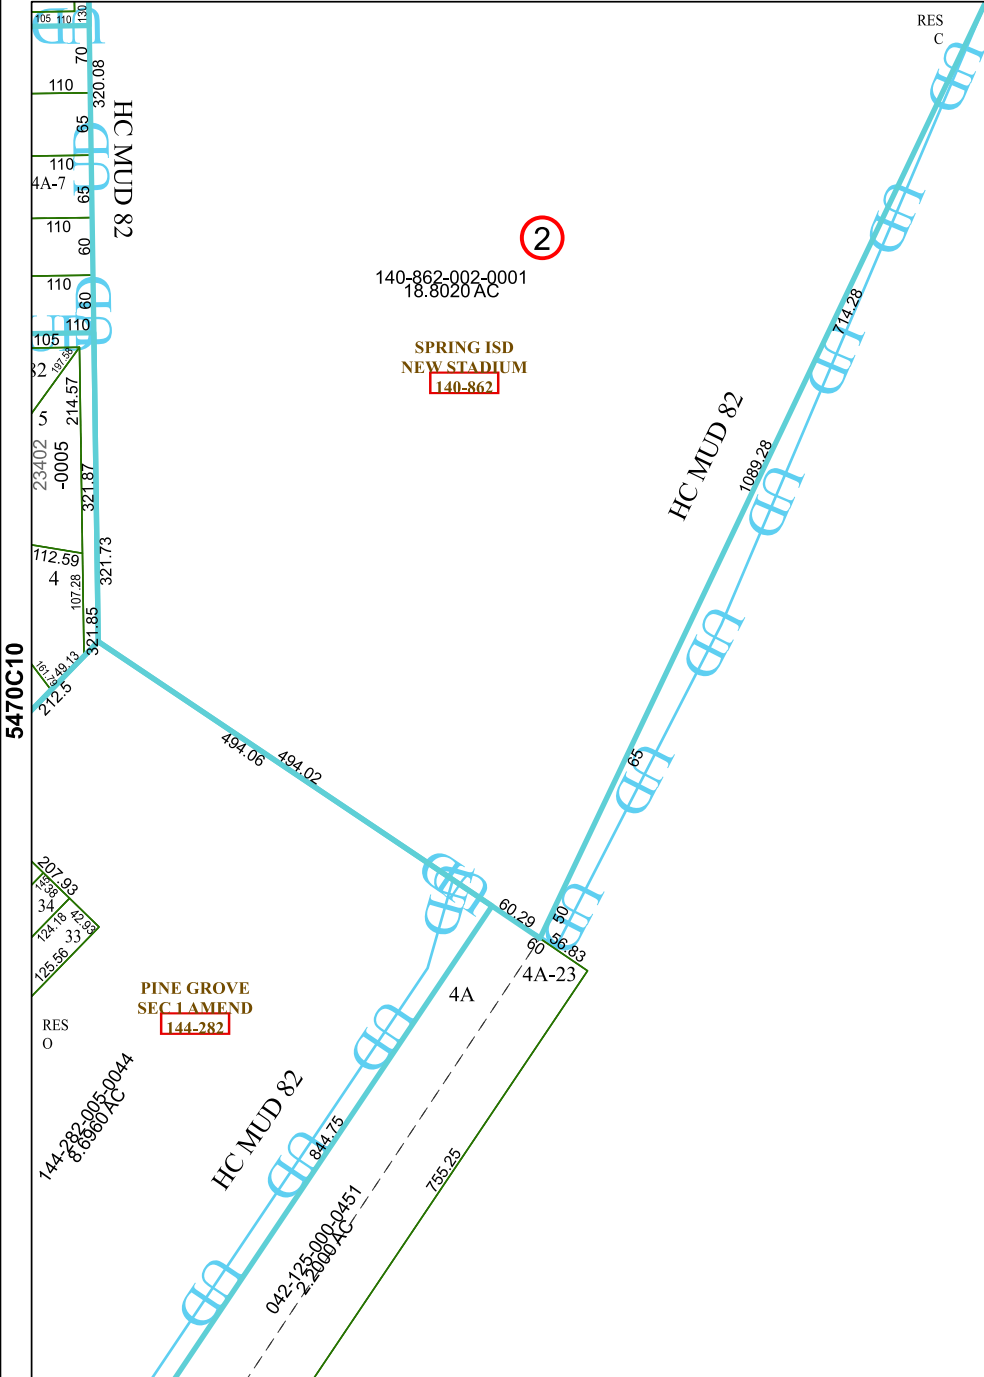 105 110
130
70
320.08
110
65
HC MUD 82
110
4A-7
65
110
60
110
60
110
105
RES
C
2
140-862-002-0001
18.8020 AC
SPRING ISD
NEW STADIUM
140-862
714.28
HC MUD 82
1089.28
197.58
32
214.57
5
23402
-0005
321.87
112.59
4
107.28
321.73
321.85
49.13
161.79
212.5
5470C10
494.06
494.02
65
207.93
34
124.18
42.93
33
125.56
60.29
50
60
56.83
4A-23
4A
PINE GROVE
SEC 1 AMEND
144-282
RES
O
144-282-005-0044
8.6960 AC
HC MUD 82
844.75
755.25
042-125-000-0451
2.2000 AC